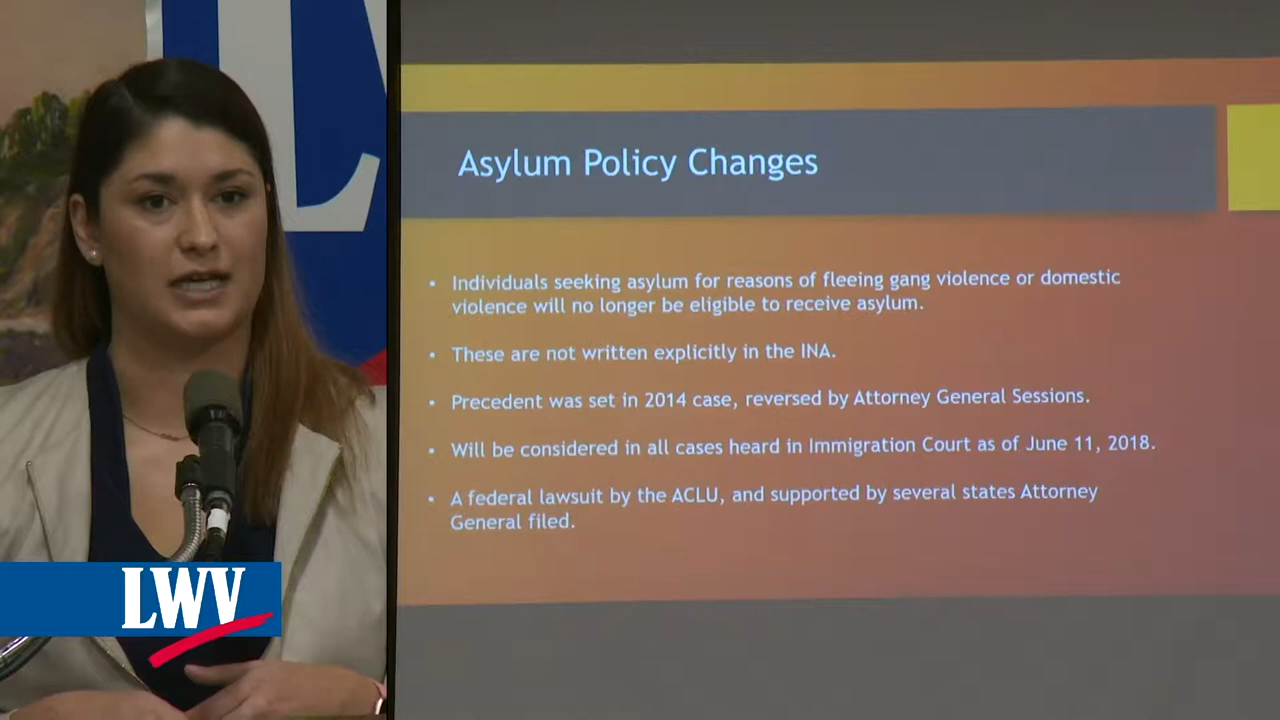 Asylum Policy Changes
• Individuals seeking asylum for reasons of fleeing gang violence or domestic
violence will no longer be eligible to receive asylum.
• These are not written explicitly in the INA.
• Precedent was set in 2014 case, reversed by Attorney General Sessions.
• Will be considered in all cases heard in Immigration Court as of June 11, 2018.
• A federal lawsuit by the ACLU, and supported by several states Attorney
General filed.
L
LWV